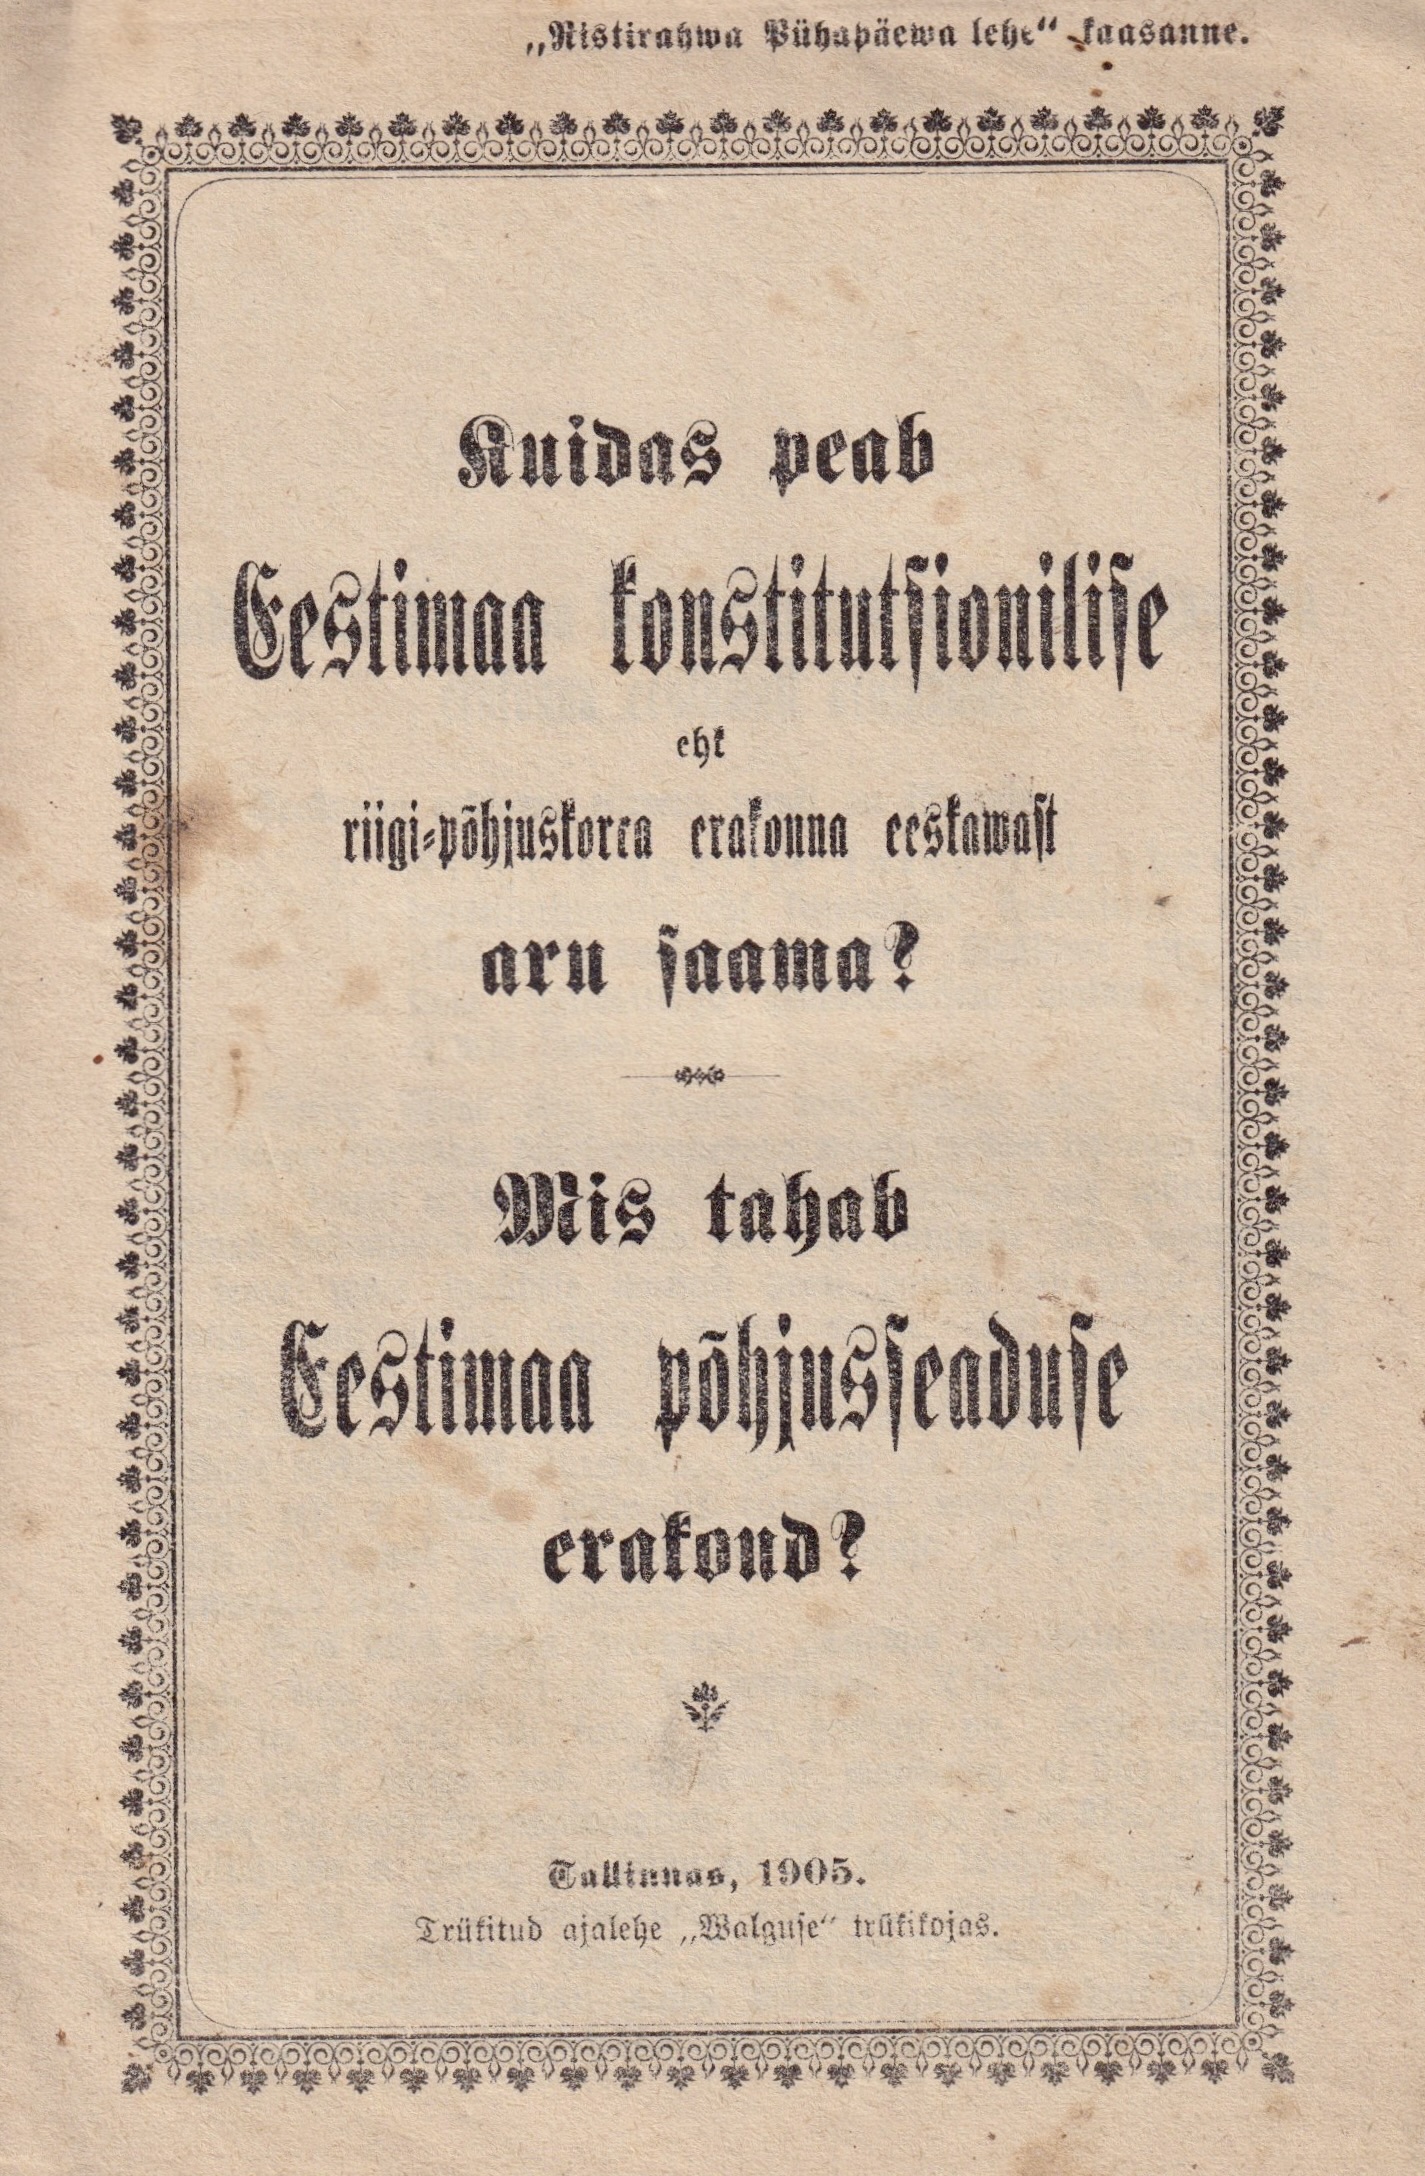 „Ristirahwa Pühapäewa lehe“ kaasanne.
Kuidas peab
Eestimaa konstitutsionilise
ehk
riigi-põhjuskorra erakonna eeskawast
aru saama?
Mis tahab
Eestimaa põhjusseaduse
erakond?
Tallinnas, 1905.
Trükitud ajalehe „Walguse“ trükikojas.